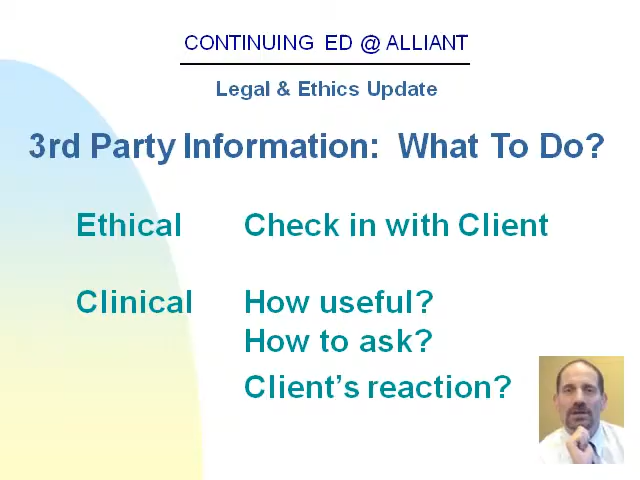 CONTINUING ED @ ALLIANT
Legal & Ethics Update
3rd Party Information: What To Do?
Ethical Check in with Client
Clinical How useful?
How to ask?
Client's reaction?